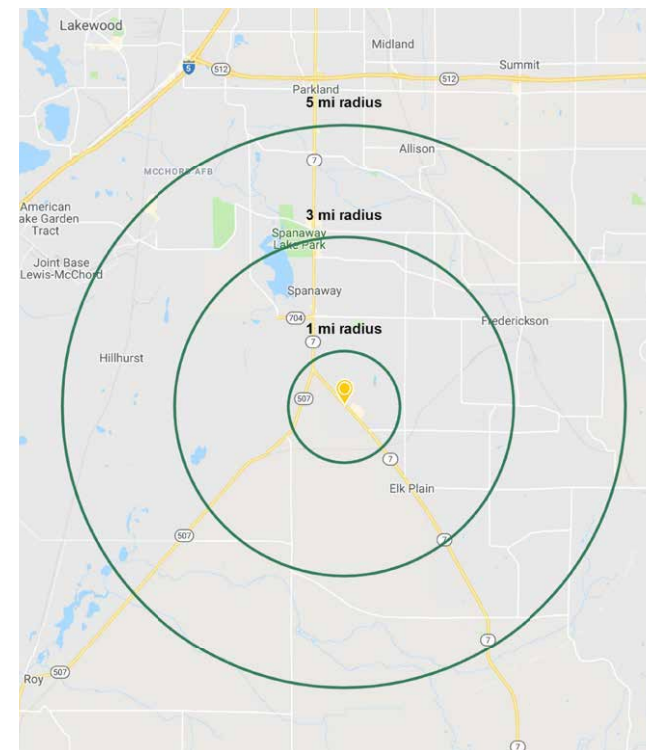 Lakewood
Midland
5
512
Summit
512
Parkland
5 mi radius
7
Allison
MCCHORD AFB
American
ake Garden
Tract
3 mi radius
Spanaway
Lake Park
Joint Base
Lewis-McChord
Spanaway
704
Frederickson
1 mi radius
7
Hillhurst
507
7
Elk Plain
507
7
7
507
Roy
7